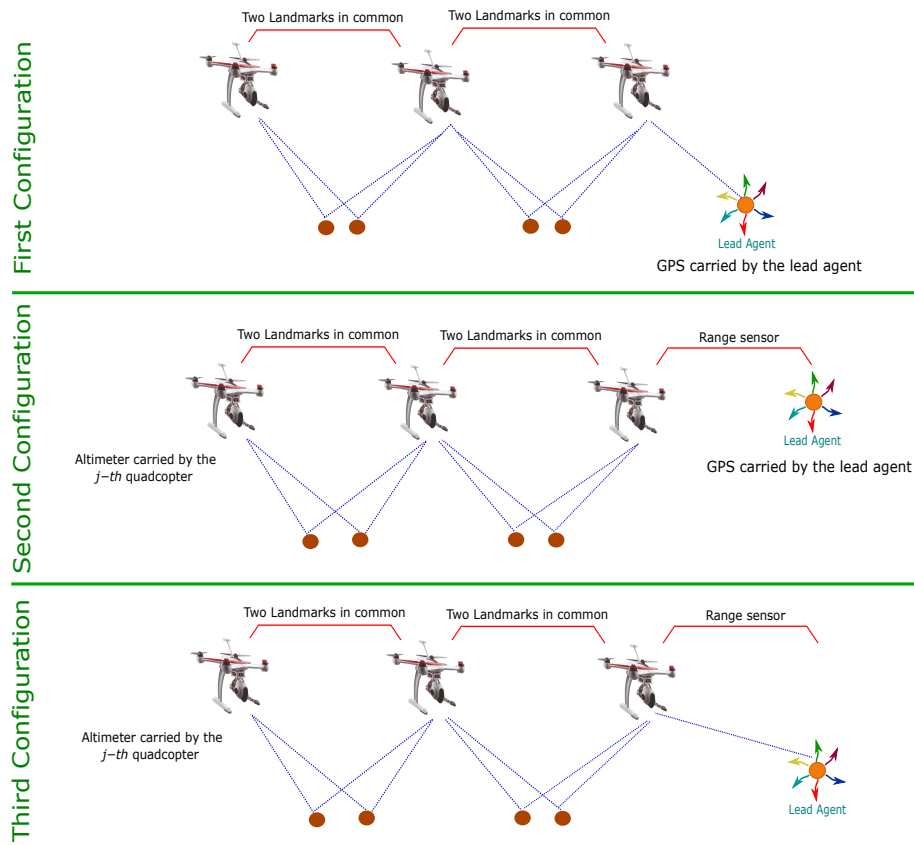 First Configuration
Two Landmarks in common
Two Landmarks in common
Lead Agent
GPS carried by the lead agent
Second Configuration
Two Landmarks in common
Two Landmarks in common
Range sensor
Altimeter carried by the
j−th quadcopter
Lead Agent
GPS carried by the lead agent
Third Configuration
Two Landmarks in common
Two Landmarks in common
Range sensor
Altimeter carried by the
j−th quadcopter
Lead Agent